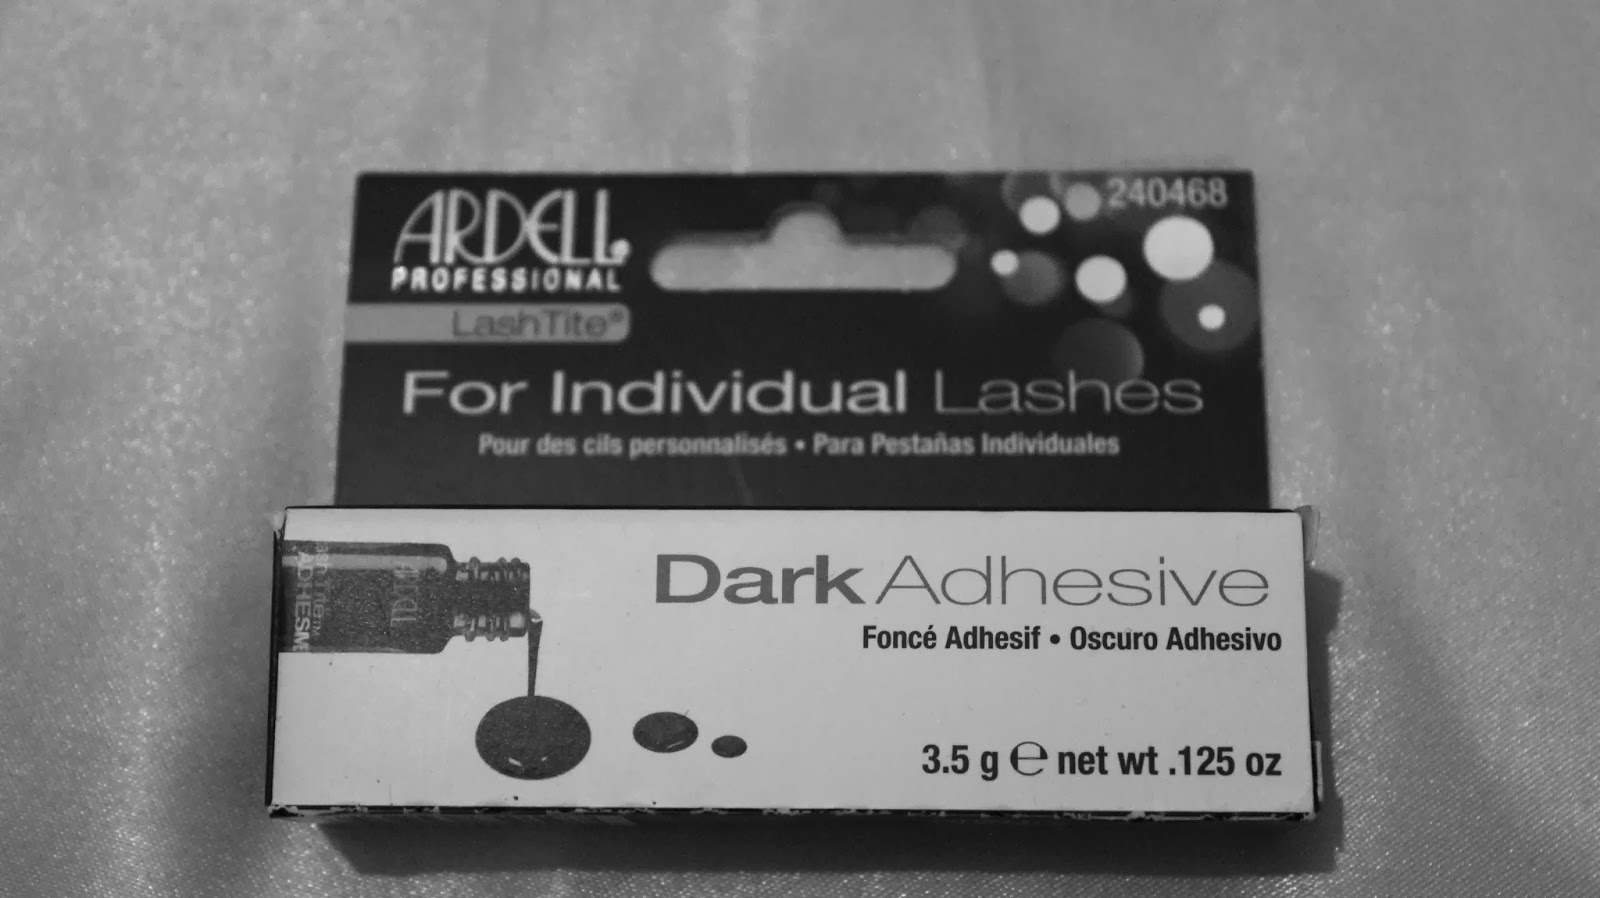 ARDELL
PROFESSIONAL
240468
LashTite®
For Individual Lashes
Pour des cils personnalisés • Para Pestañas Individuales
Dark Adhesive
Foncé Adhesif • Oscuro Adhesivo
ARDELL
3.5 g ℮ net wt .125 oz